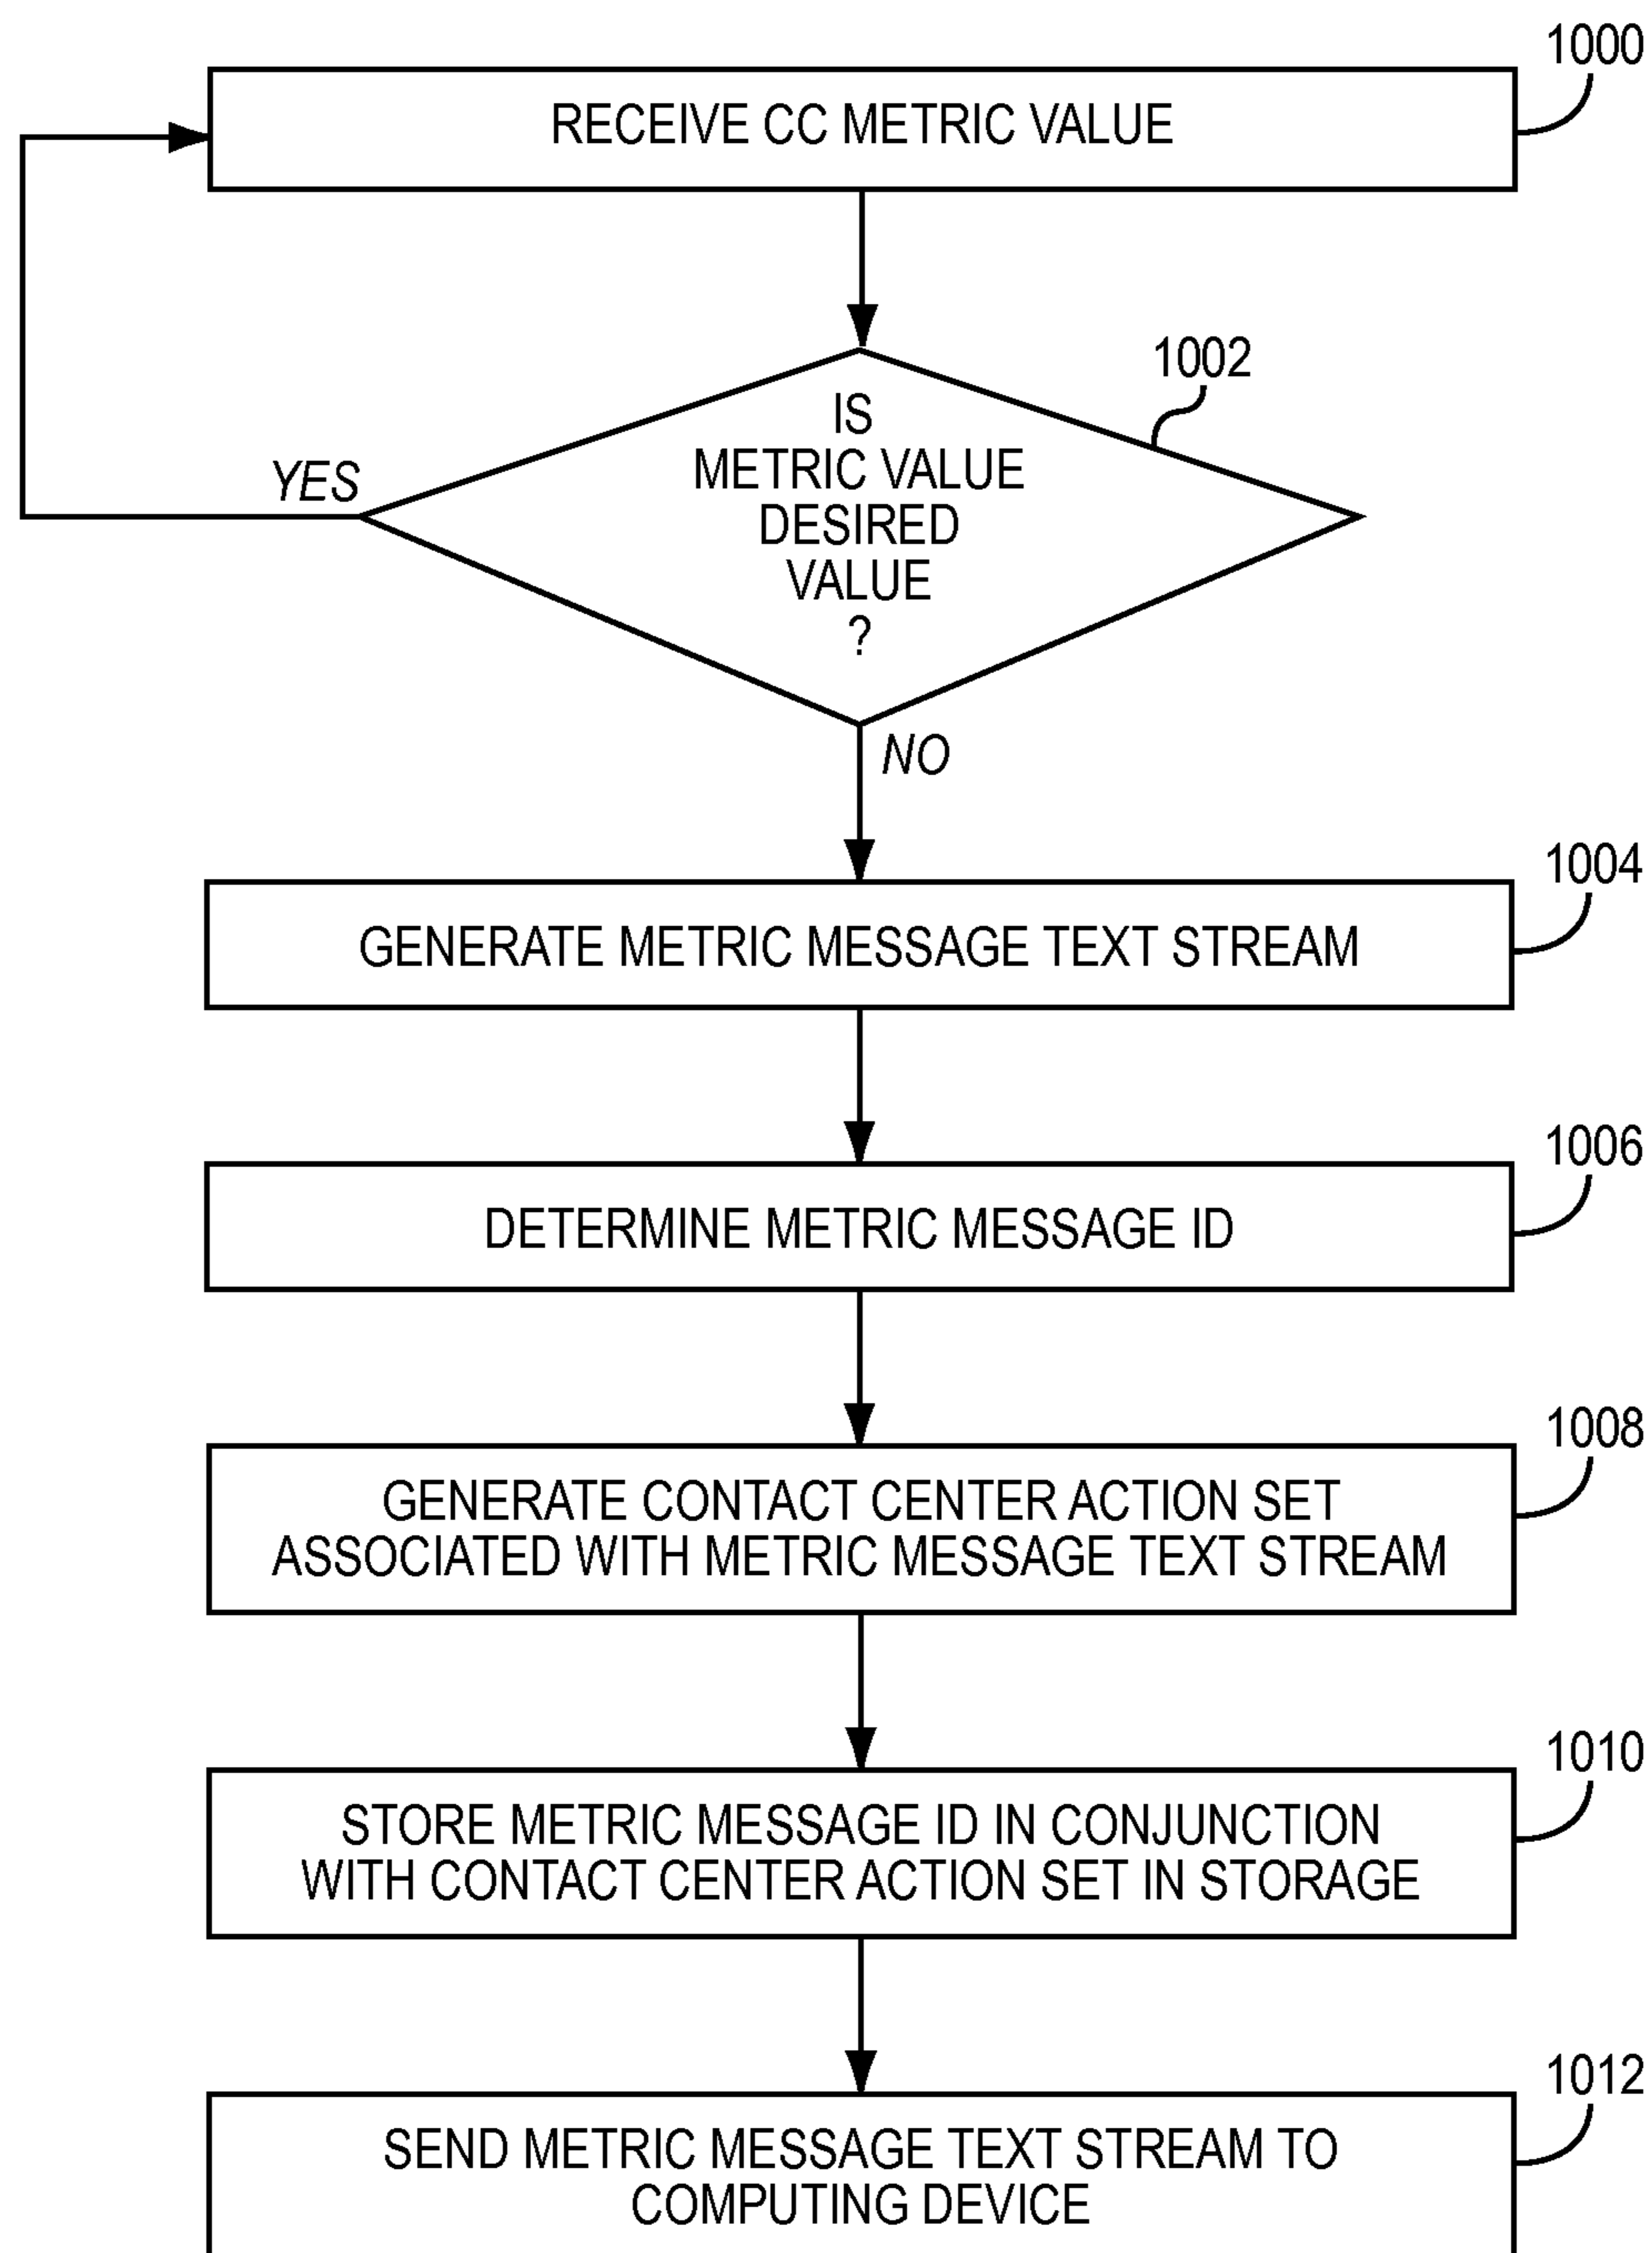 1000
RECEIVE CC METRIC VALUE
1002
IS
METRIC VALUE
DESIRED
VALUE
?
YES
NO
1004
GENERATE METRIC MESSAGE TEXT STREAM
1006
DETERMINE METRIC MESSAGE ID
1008
GENERATE CONTACT CENTER ACTION SET
ASSOCIATED WITH METRIC MESSAGE TEXT STREAM
1010
STORE METRIC MESSAGE ID IN CONJUNCTION
WITH CONTACT CENTER ACTION SET IN STORAGE
1012
SEND METRIC MESSAGE TEXT STREAM TO
COMPUTING DEVICE